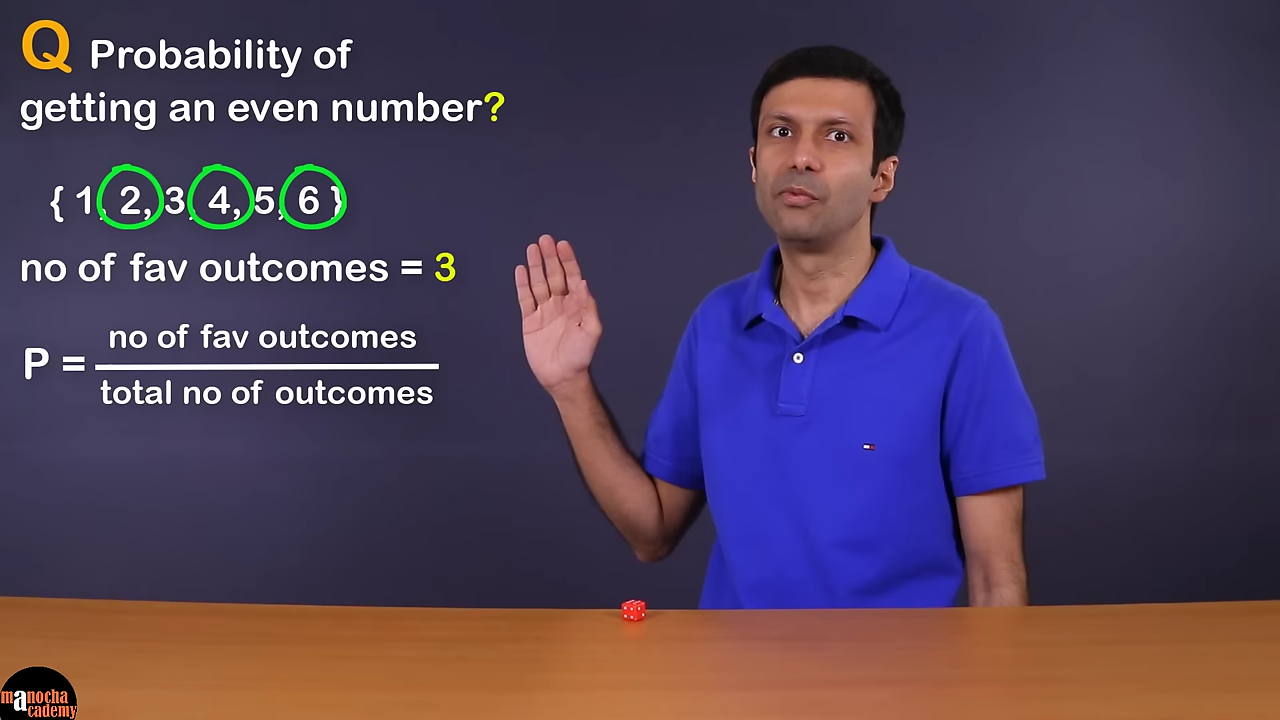 Q Probability of
getting an even number?
{ 1, 2, 3, 4, 5, 6 }
no of fav outcomes = 3
P = no of fav outcomes
total no of outcomes
manocha
academy